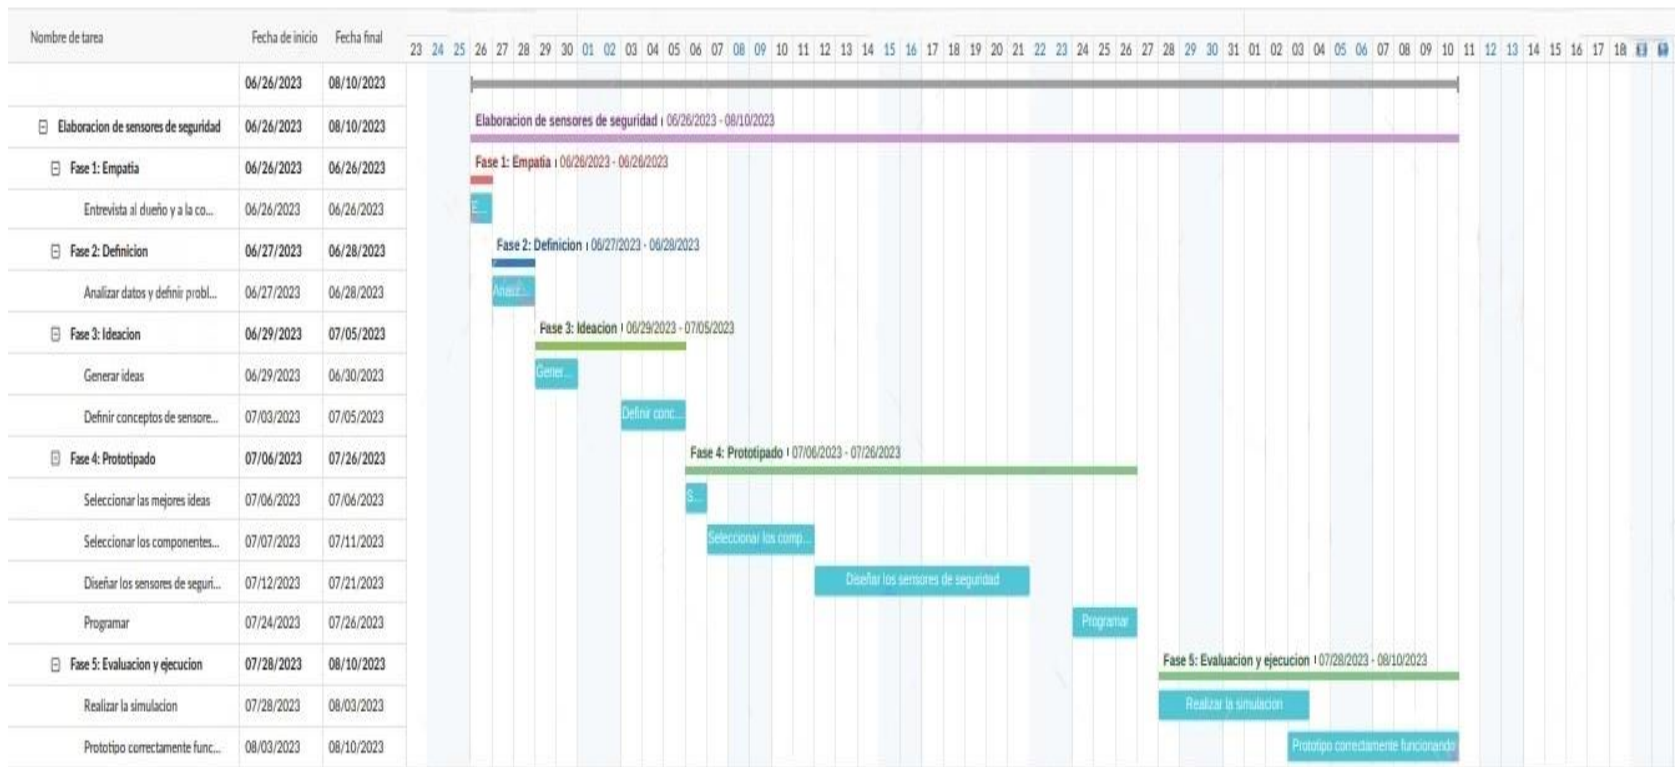 Nombre de tarea Fecha de inicio Fecha final 23 24 25 26 27 28 29 30 01 02 03 04 05 06 07 08 09 10 11 12 13 14 15 16 17 18 19 20 21 22 23 24 25 26 27 28 29 30 31 01 02 03 04 05 06 07 08 09 10 11 12 13 14 15 16 17 18
06/26/2023 08/10/2023
Elaboracion de sensores de seguridad 06/26/2023 08/10/2023 Elaboracion de sensores de seguridad ı 06/26/2023 - 08/10/2023
Fase 1: Empatia 06/26/2023 06/26/2023 Fase 1: Empatia ı 06/26/2023 - 06/26/2023
Entrevista al dueño y a la co... 06/26/2023 06/26/2023 E...
Fase 2: Definicion 06/27/2023 06/28/2023 Fase 2: Definicion ı 06/27/2023 - 06/28/2023
Analizar datos y definir probl... 06/27/2023 06/28/2023
Fase 3: Ideacion 06/29/2023 07/05/2023 Fase 3: Ideacion ı 06/29/2023 - 07/05/2023
Generar ideas 06/29/2023 06/30/2023 Gener...
Definir conceptos de sensore... 07/03/2023 07/05/2023 Definir conc...
Fase 4: Prototipado 07/06/2023 07/26/2023 Fase 4: Prototipado ı 07/06/2023 - 07/26/2023
Seleccionar las mejores ideas 07/06/2023 07/06/2023 S...
Seleccionar los componentes... 07/07/2023 07/11/2023 Seleccionar los comp...
Diseñar los sensores de seguri... 07/12/2023 07/21/2023 Diseñar los sensores de seguridad
Programar 07/24/2023 07/26/2023 Programar
Fase 5: Evaluacion y ejecucion 07/28/2023 08/10/2023 Fase 5: Evaluacion y ejecucion ı 07/28/2023 - 08/10/2023
Realizar la simulacion 07/28/2023 08/03/2023 Realizar la simulacion
Prototipo correctamente func... 08/03/2023 08/10/2023 Prototipo correctamente funcionando